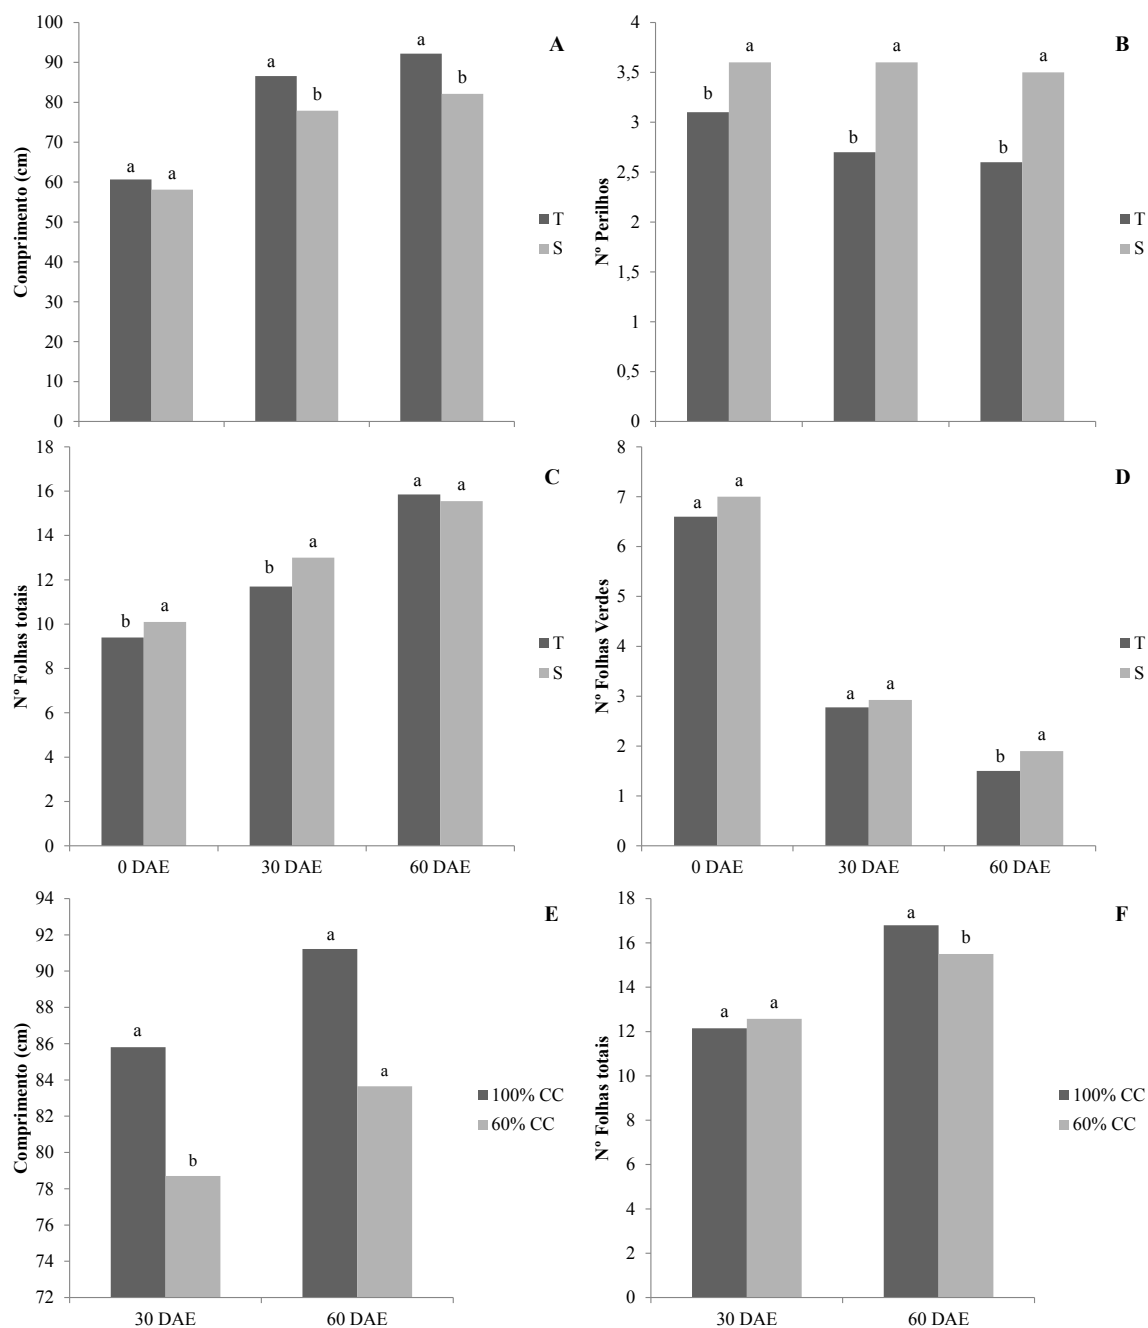 A
Comprimento (cm)
100
90
80
70
60
50
40
30
20
10
0
a
a
a
b
a
b
T
S
B
Nº Perilhos
4
3,5
3
2,5
2
1,5
1
0,5
0
b
a
b
a
b
a
T
S
C
Nº Folhas totais
18
16
14
12
10
8
6
4
2
0
b
a
b
a
a
a
0 DAE
30 DAE
60 DAE
D
Nº Folhas Verdes
8
7
6
5
4
3
2
1
0
a
a
a
a
b
a
T
S
0 DAE
30 DAE
60 DAE
E
Comprimento (cm)
94
92
90
88
86
84
82
80
78
76
74
72
a
b
a
a
100% CC
60% CC
30 DAE
60 DAE
F
Nº Folhas totais
18
16
14
12
10
8
6
4
2
0
a
a
a
b
100% CC
60% CC
30 DAE
60 DAE